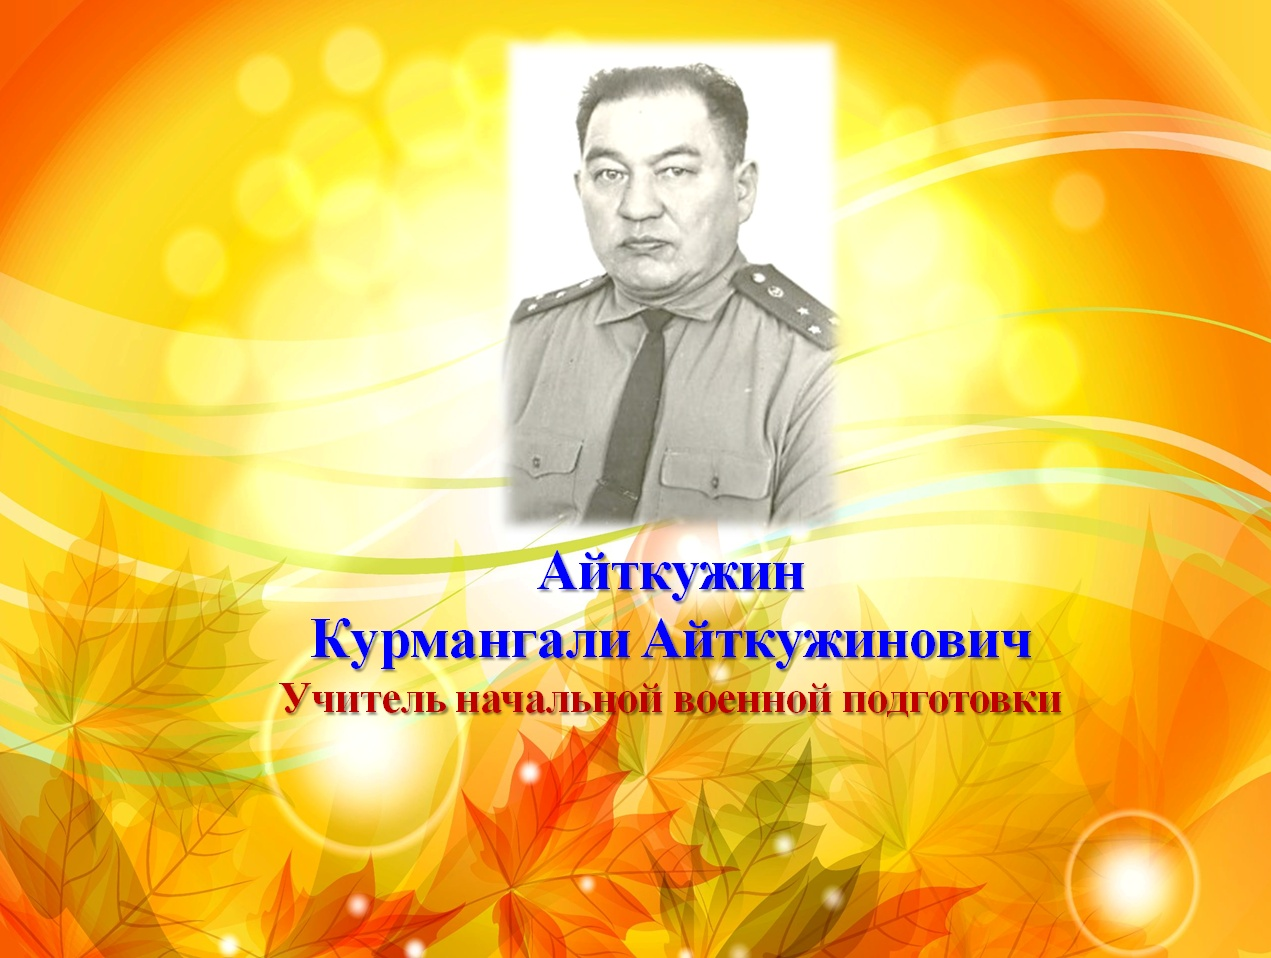 Айткужин
Курмангали Айткужинович
Учитель начальной военной подготовки